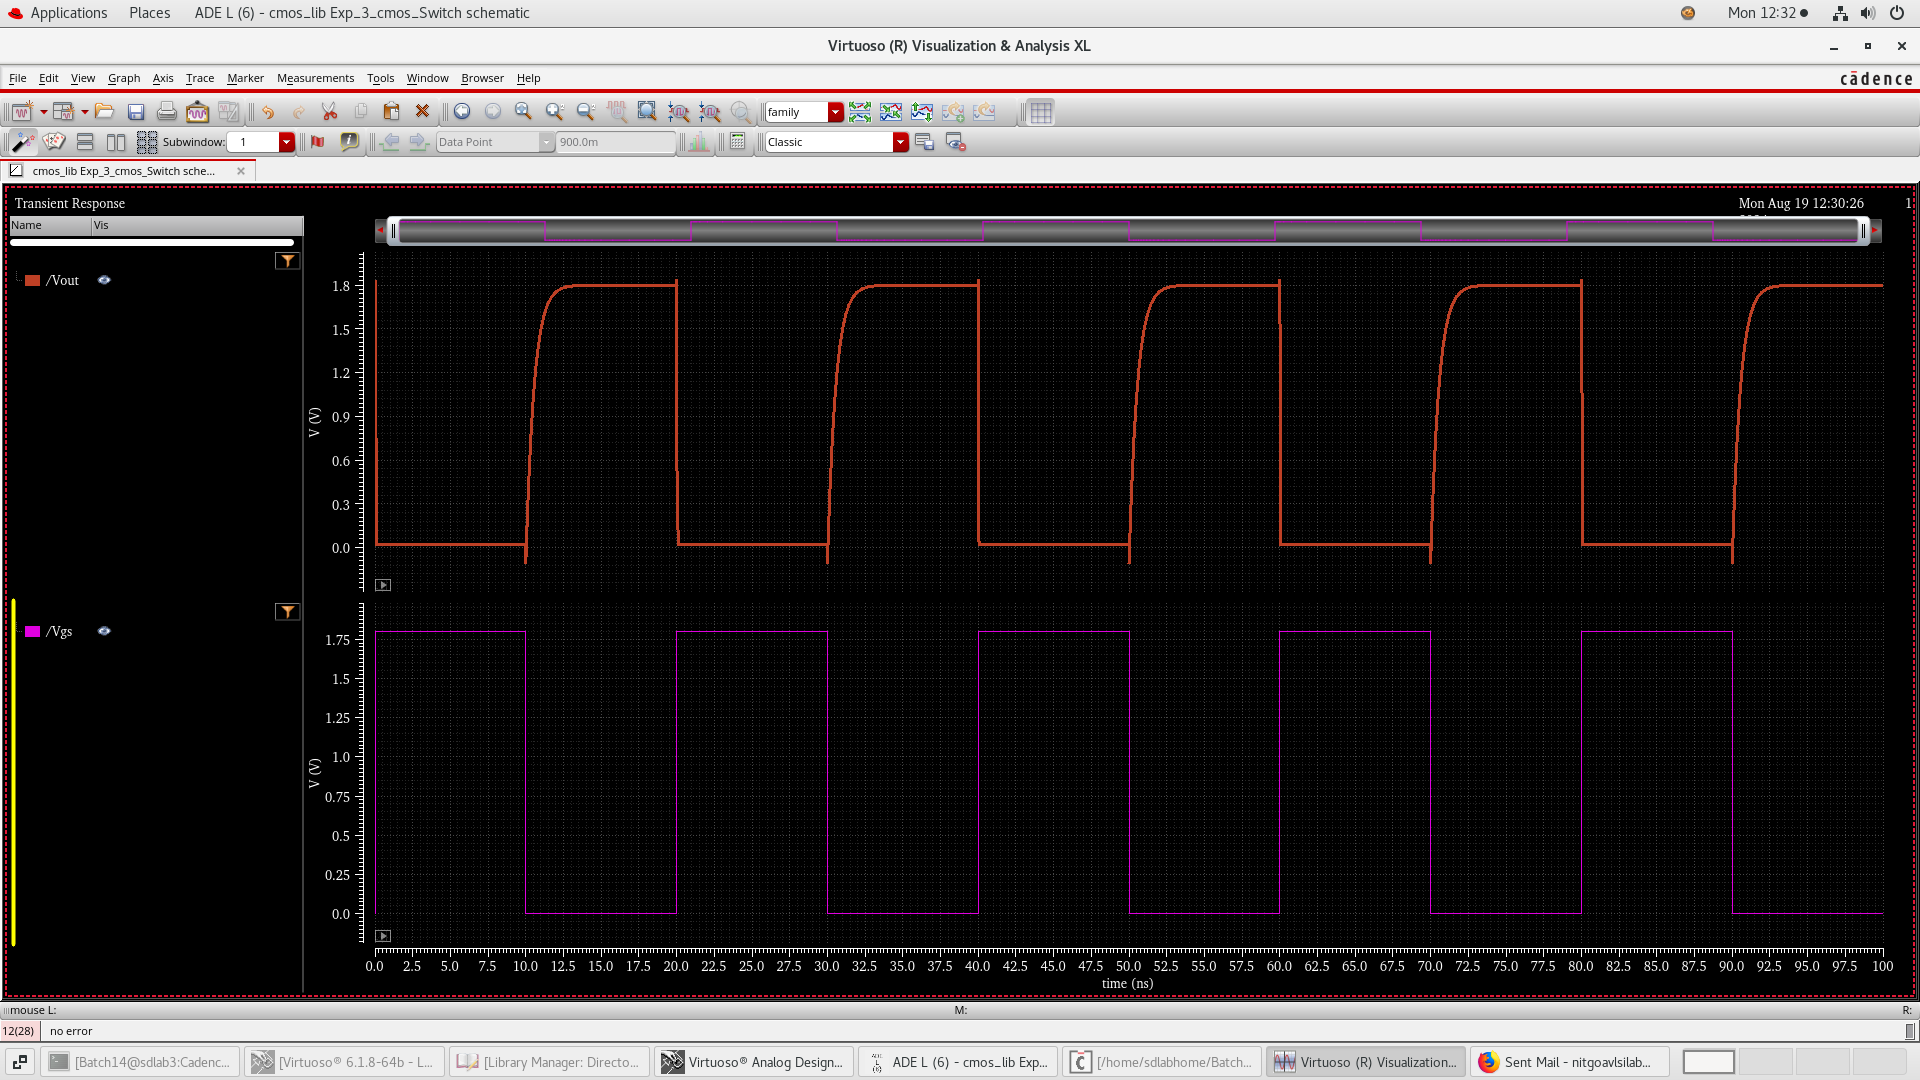 Applications Places ADE L (6) - cmos_lib Exp_3_cmos_Switch schematic Mon 12:32
Virtuoso (R) Visualization & Analysis XL
File Edit View Graph Axis Trace Marker Measurements Tools Window Browser Help cādence
family
Subwindow: 1 Data Point 900.0m Classic
cmos_lib Exp_3_cmos_Switch sche...
Transient Response Mon Aug 19 12:30:26 1
Name Vis
/Vout
1.8
1.5
1.2
0.9
0.6
0.3
0.0
V (V)
/Vgs
1.75
1.5
1.25
1.0
0.75
0.5
0.25
0.0
V (V)
0.0 2.5 5.0 7.5 10.0 12.5 15.0 17.5 20.0 22.5 25.0 27.5 30.0 32.5 35.0 37.5 40.0 42.5 45.0 47.5 50.0 52.5 55.0 57.5 60.0 62.5 65.0 67.5 70.0 72.5 75.0 77.5 80.0 82.5 85.0 87.5 90.0 92.5 95.0 97.5 100
time (ns)
mouse L: M: R:
12(28) no error
[Batch14@sdlab3:Cadenc... [Virtuoso® 6.1.8-64b - L... [Library Manager: Directo... Virtuoso® Analog Design... ADE L (6) - cmos_lib Exp... [/home/sdlabhome/Batch... Virtuoso (R) Visualization... Sent Mail - nitgoavlsilab...